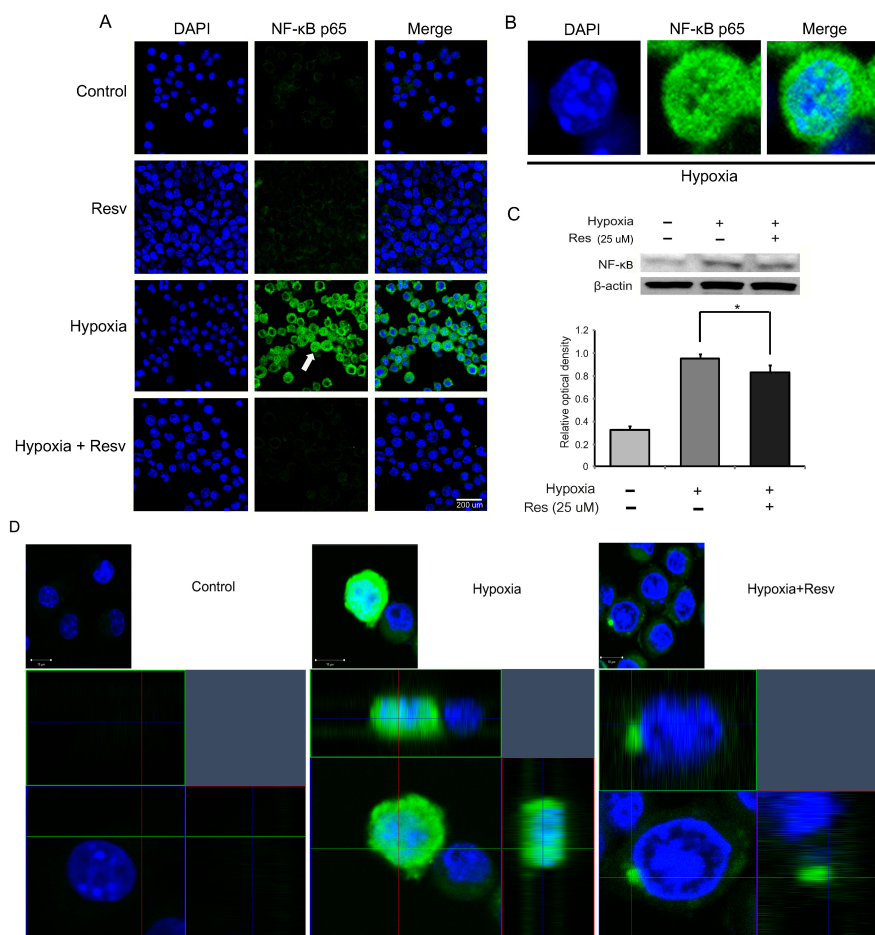 A
DAPI NF-κB p65 Merge
Control
Resv
Hypoxia
Hypoxia + Resv
200 um
B
DAPI NF-κB p65 Merge
Hypoxia
C
Hypoxia – + +
Res (25 uM) – – +
NF-κB
β-actin
*
Relative optical density
1.2
1.0
0.8
0.6
0.4
0.2
0
Hypoxia – + +
Res (25 uM) – – +
D
Control
Hypoxia
Hypoxia+Resv